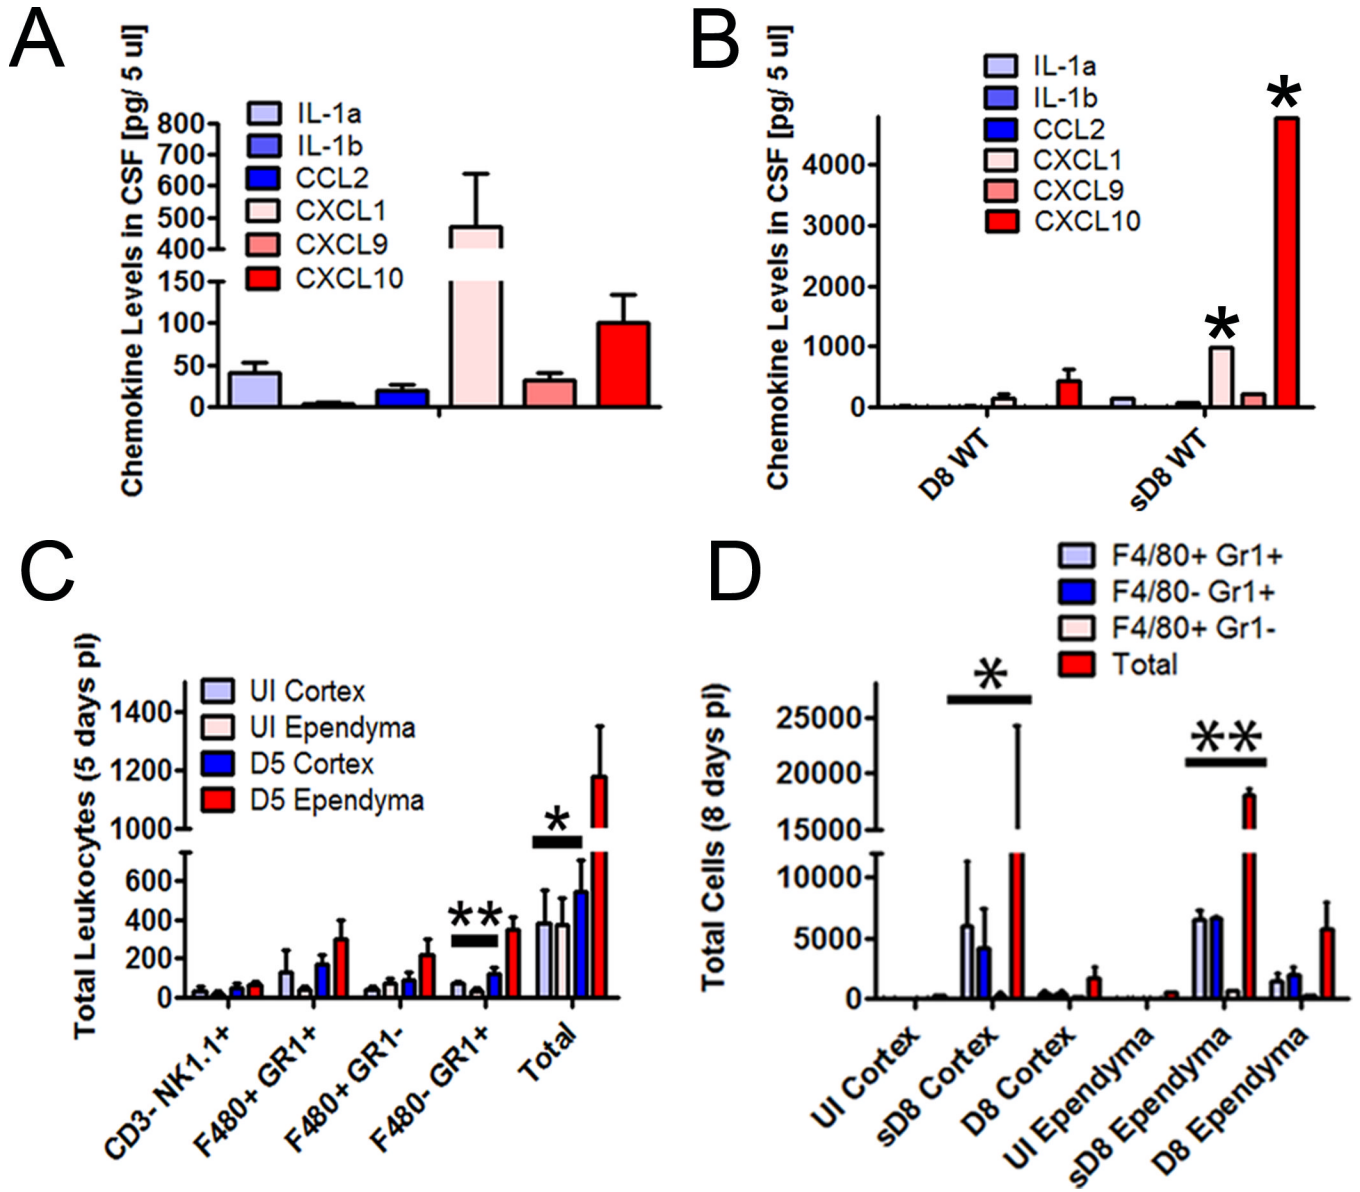 A
Chemokine Levels in CSF [pg/ 5 ul]
800
700
600
500
400
150
100
50
0
IL-1a
IL-1b
CCL2
CXCL1
CXCL9
CXCL10
B
Chemokine Levels in CSF [pg/ 5 ul]
4000
3000
2000
1000
0
IL-1a
IL-1b
CCL2
CXCL1
CXCL9
CXCL10
*
*
D8 WT
sD8 WT
C
Total Leukocytes (5 days pi)
1400
1200
1000
600
400
200
0
UI Cortex
UI Ependyma
D5 Cortex
D5 Ependyma
**
*
CD3- NK1.1+
F480+ GR1+
F480+ GR1-
F480- GR1+
Total
D
Total Cells (8 days pi)
25000
20000
15000
10000
5000
0
F4/80+ Gr1+
F4/80- Gr1+
F4/80+ Gr1-
Total
*
**
UI Cortex
sD8 Cortex
D8 Cortex
UI Ependyma
sD8 Ependyma
D8 Ependyma